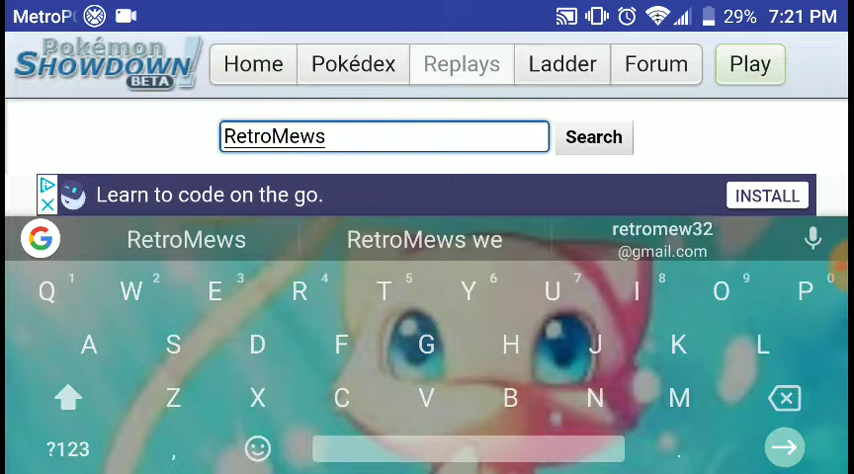 MetroP 29% 7:21 PM
Pokémon
SHOWDOWN!
BETA
Home Pokédex Replays Ladder Forum Play
RetroMews Search
Learn to code on the go. INSTALL
G RetroMews RetroMews we retromew32
@gmail.com
Q 1 W 2 E 3 R 4 T 5 Y 6 U 7 I 8 O 9 P 0
A S D F G H J K L
Z X C V B N M
?123 , .